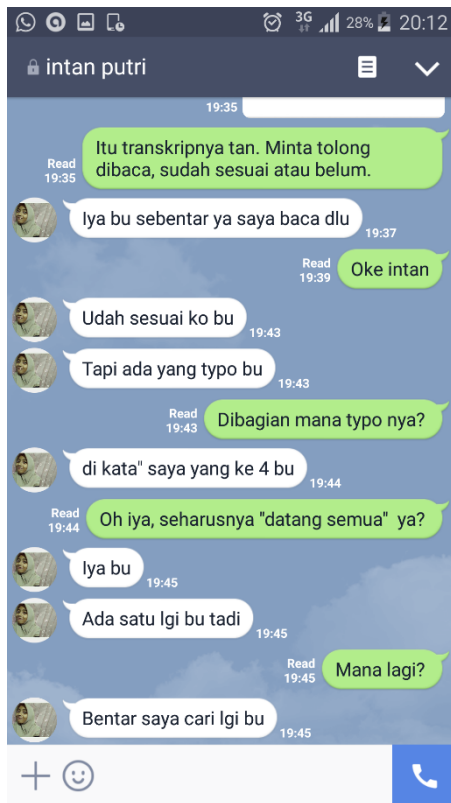 3G 28% 20:12
intan putri
19:35
Itu transkripnya tan. Minta tolong
dibaca, sudah sesuai atau belum.
Read
19:35
Iya bu sebentar ya saya baca dlu
19:37
Read
19:39
Oke intan
Udah sesuai ko bu
19:43
Tapi ada yang typo bu
19:43
Read
19:43
Dibagian mana typo nya?
di kata" saya yang ke 4 bu
19:44
Read
19:44
Oh iya, seharusnya "datang semua" ya?
Iya bu
19:45
Ada satu lgi bu tadi
19:45
Read
19:45
Mana lagi?
Bentar saya cari lgi bu
19:45